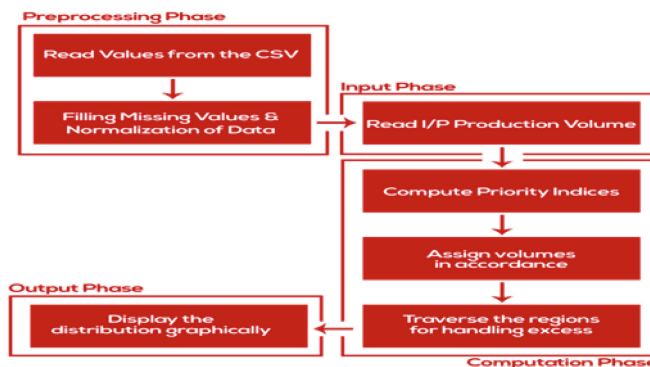 Preprocessing Phase
Read Values from the CSV
Filling Missing Values &
Normalization of Data
Input Phase
Read I/P Production Volume
Compute Priority Indices
Assign volumes
in accordance
Traverse the regions
for handling excess
Computation Phase
Output Phase
Display the
distribution graphically